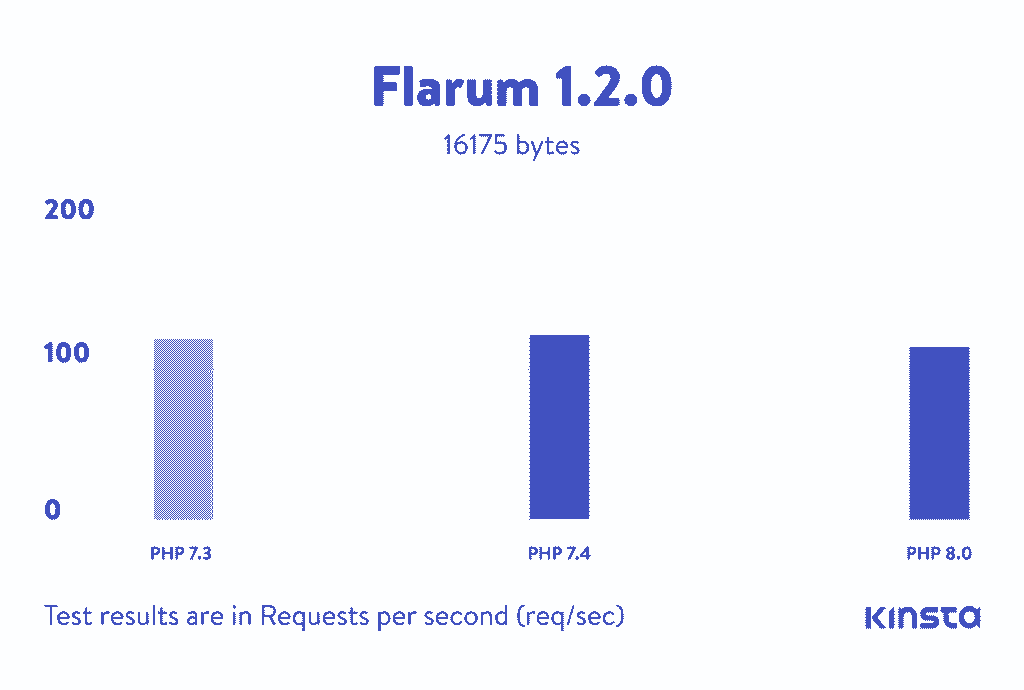 Flarum 1.2.0
16175 bytes
200
100
0
PHP 7.3
PHP 7.4
PHP 8.0
Test results are in Requests per second (req/sec)
KINSTA